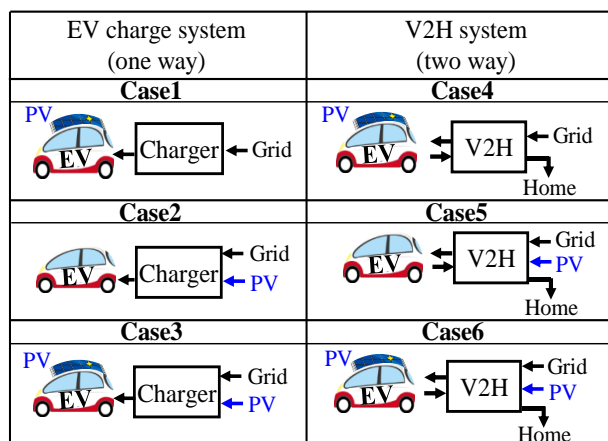 EV charge system
(one way)
V2H system
(two way)
Case1
PV
EV
Charger
Grid
Case4
PV
EV
V2H
Grid
Home
Case2
EV
Charger
Grid
PV
Case5
EV
V2H
Grid
PV
Home
Case3
PV
EV
Charger
Grid
PV
Case6
PV
EV
V2H
Grid
PV
Home